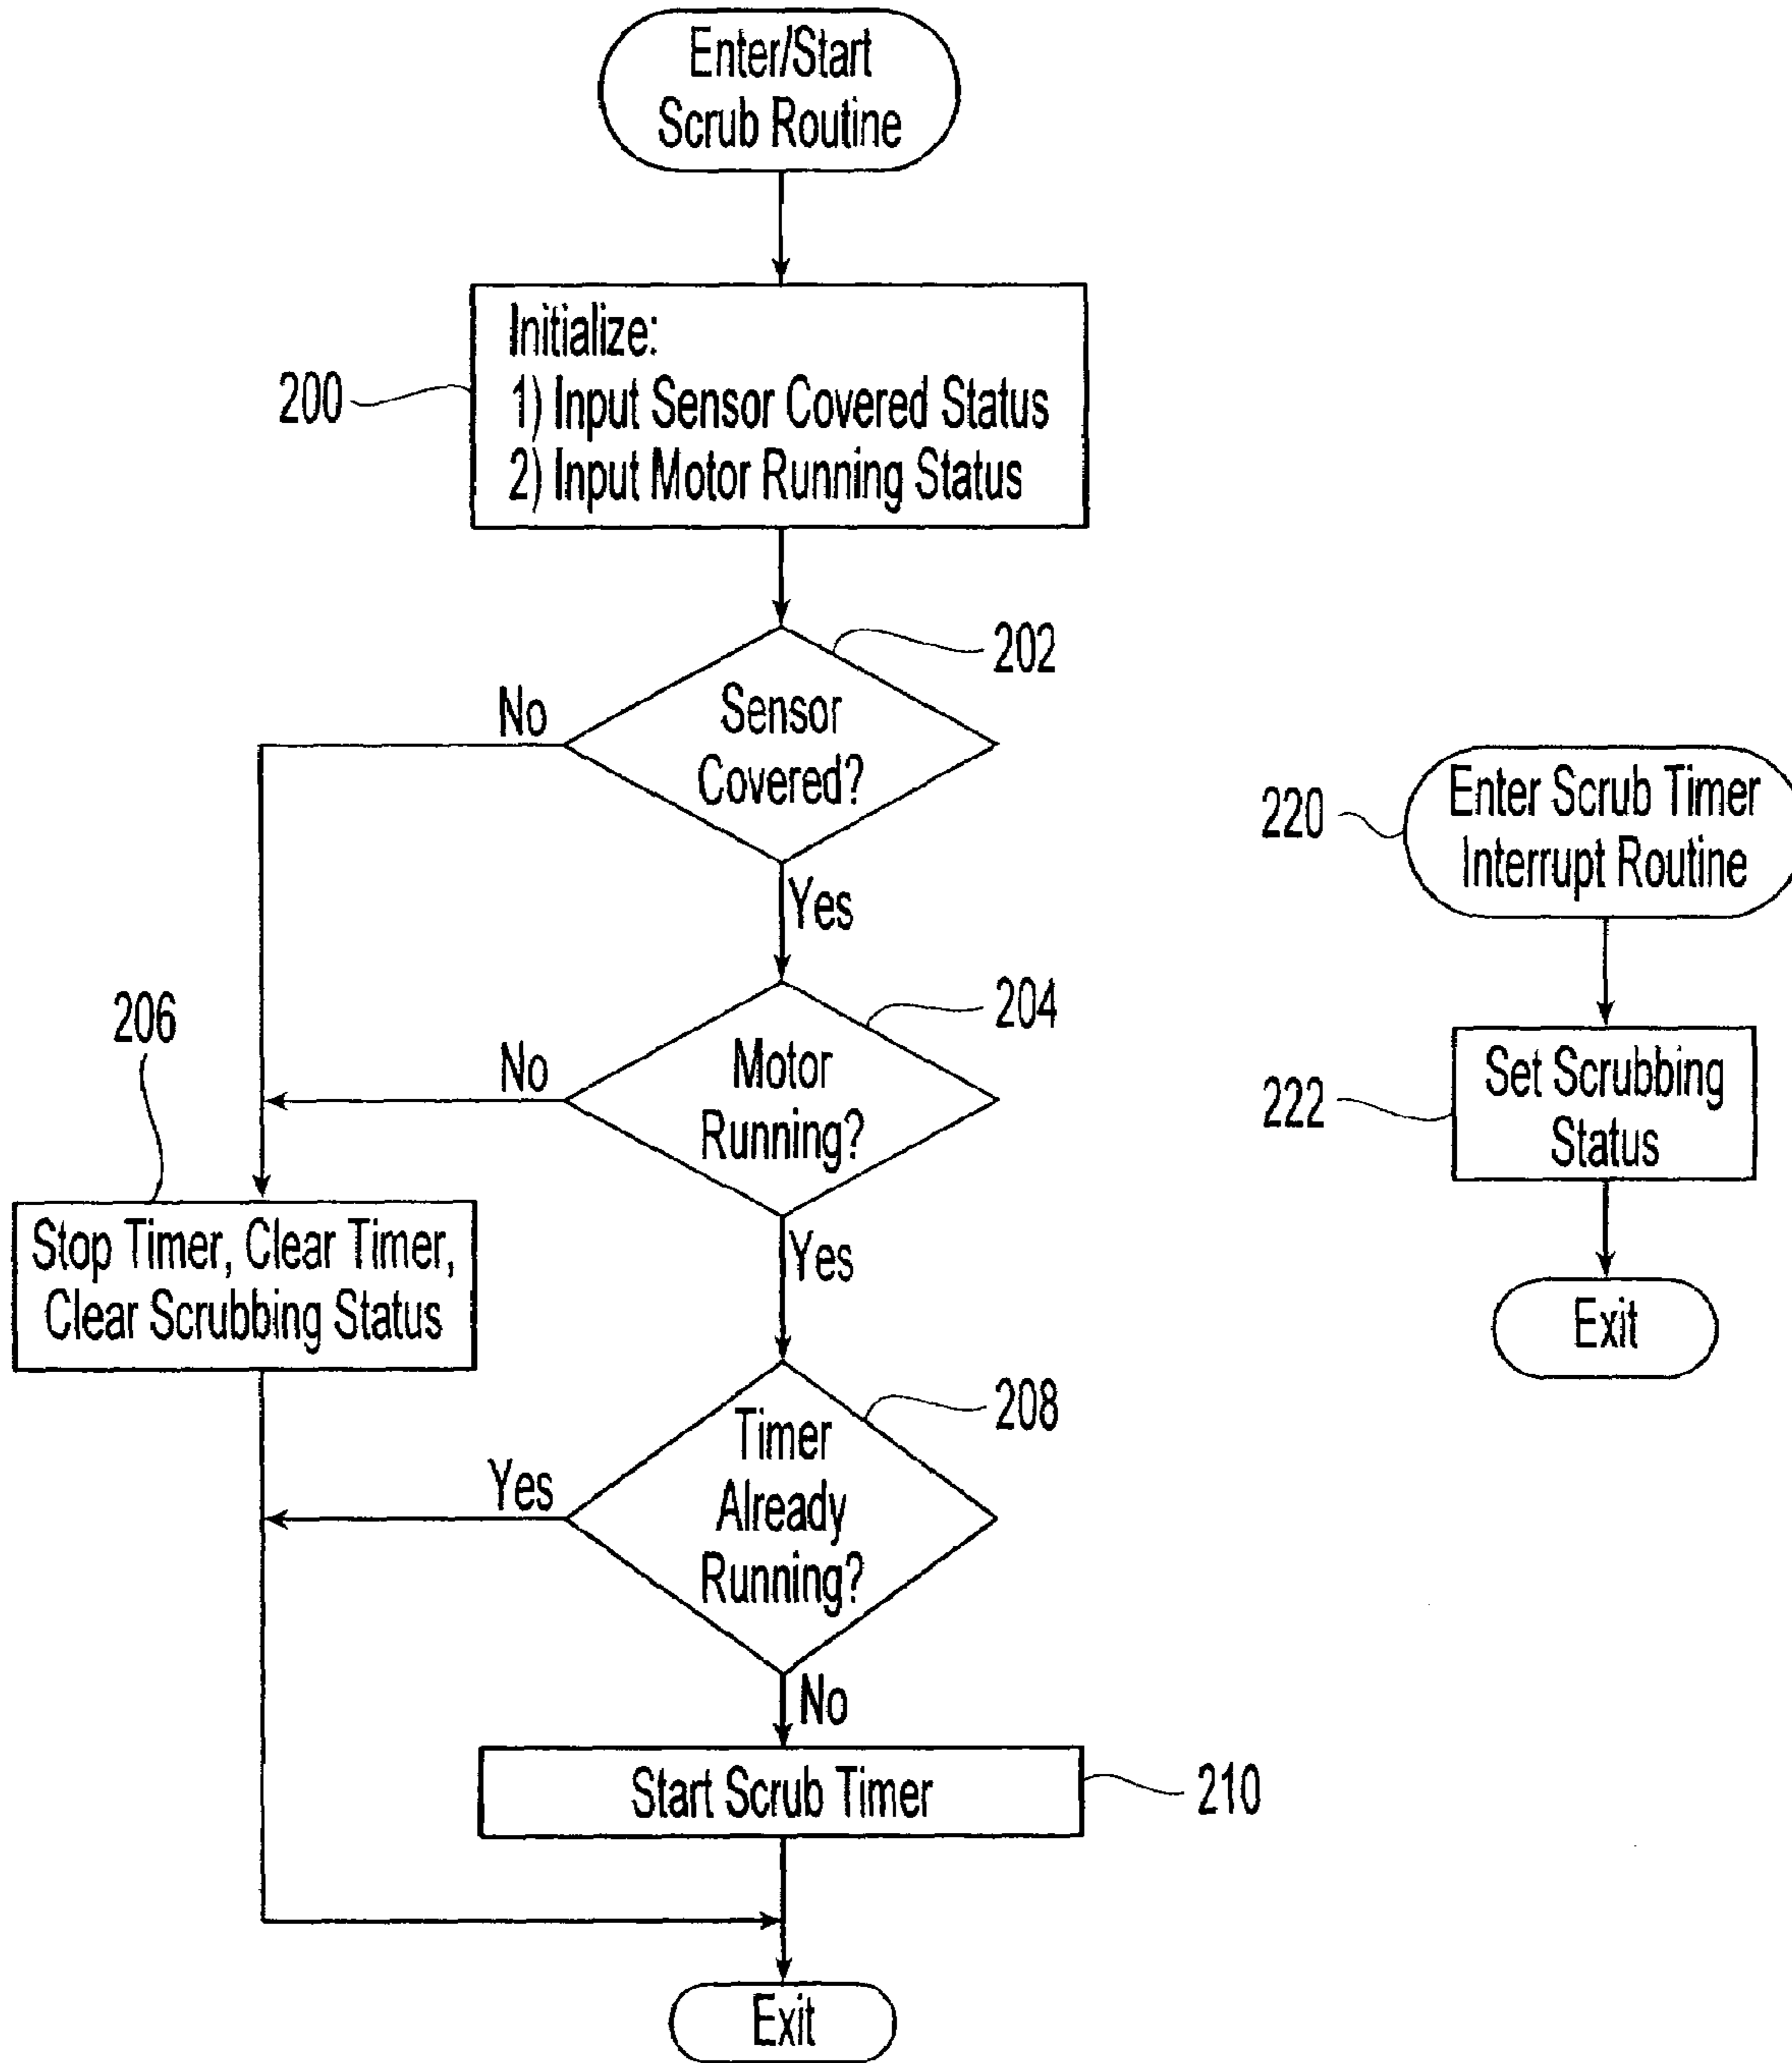 Enter/Start
Scrub Routine
200
Initialize:
1) Input Sensor Covered Status
2) Input Motor Running Status
202
Sensor
Covered?
No
Yes
204
Motor
Running?
No
Yes
206
Stop Timer, Clear Timer,
Clear Scrubbing Status
208
Timer
Already
Running?
Yes
No
Start Scrub Timer
210
Exit
220
Enter Scrub Timer
Interrupt Routine
222
Set Scrubbing
Status
Exit